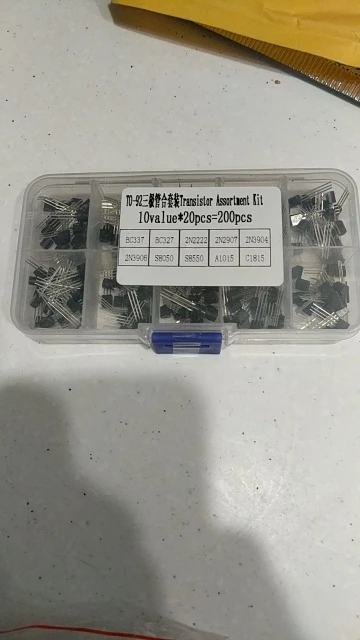 TO-92三极管合套装Transistor Assortment Kit
10value*20pcs=200pcs
BC337 BC327 2N2222 2N2907 2N3904
2N3906 S8050 S8550 A1015 C1815